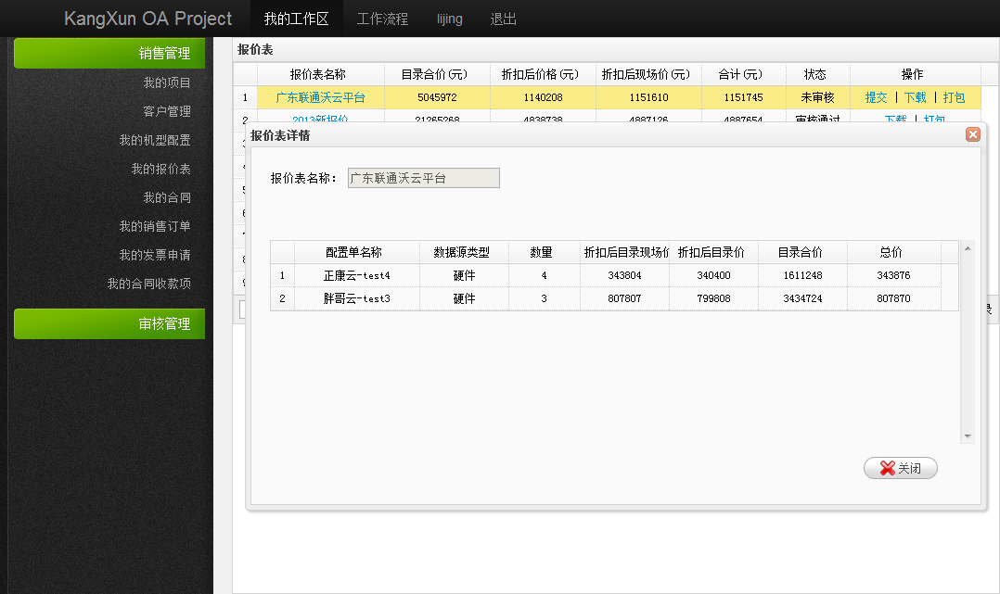 KangXun OA Project 我的工作区 工作流程 lijing 退出
销售管理
我的项目
客户管理
我的机型配置
我的报价表
我的合同
我的销售订单
我的发票申请
我的合同收款项
审核管理
报价表
报价表名称 目录合价(元) 折扣后价格(元) 折扣后现场价(元) 合计(元) 状态 操作
1 广东联通沃云平台 5045972 1140208 1151610 1151745 未审核 提交 | 下载 | 打包
2 2013新报价 21265268 4838738 4887126 4887654 审核通过 下载 | 打包
报价表详情
报价表名称： 广东联通沃云平台
配置单名称 数据源类型 数量 折扣后目录现场价 折扣后目录价 目录合价 总价
1 正康云-test4 硬件 4 343804 340400 1611248 343876
2 胖哥云-test3 硬件 3 807807 799808 3434724 807870
关闭